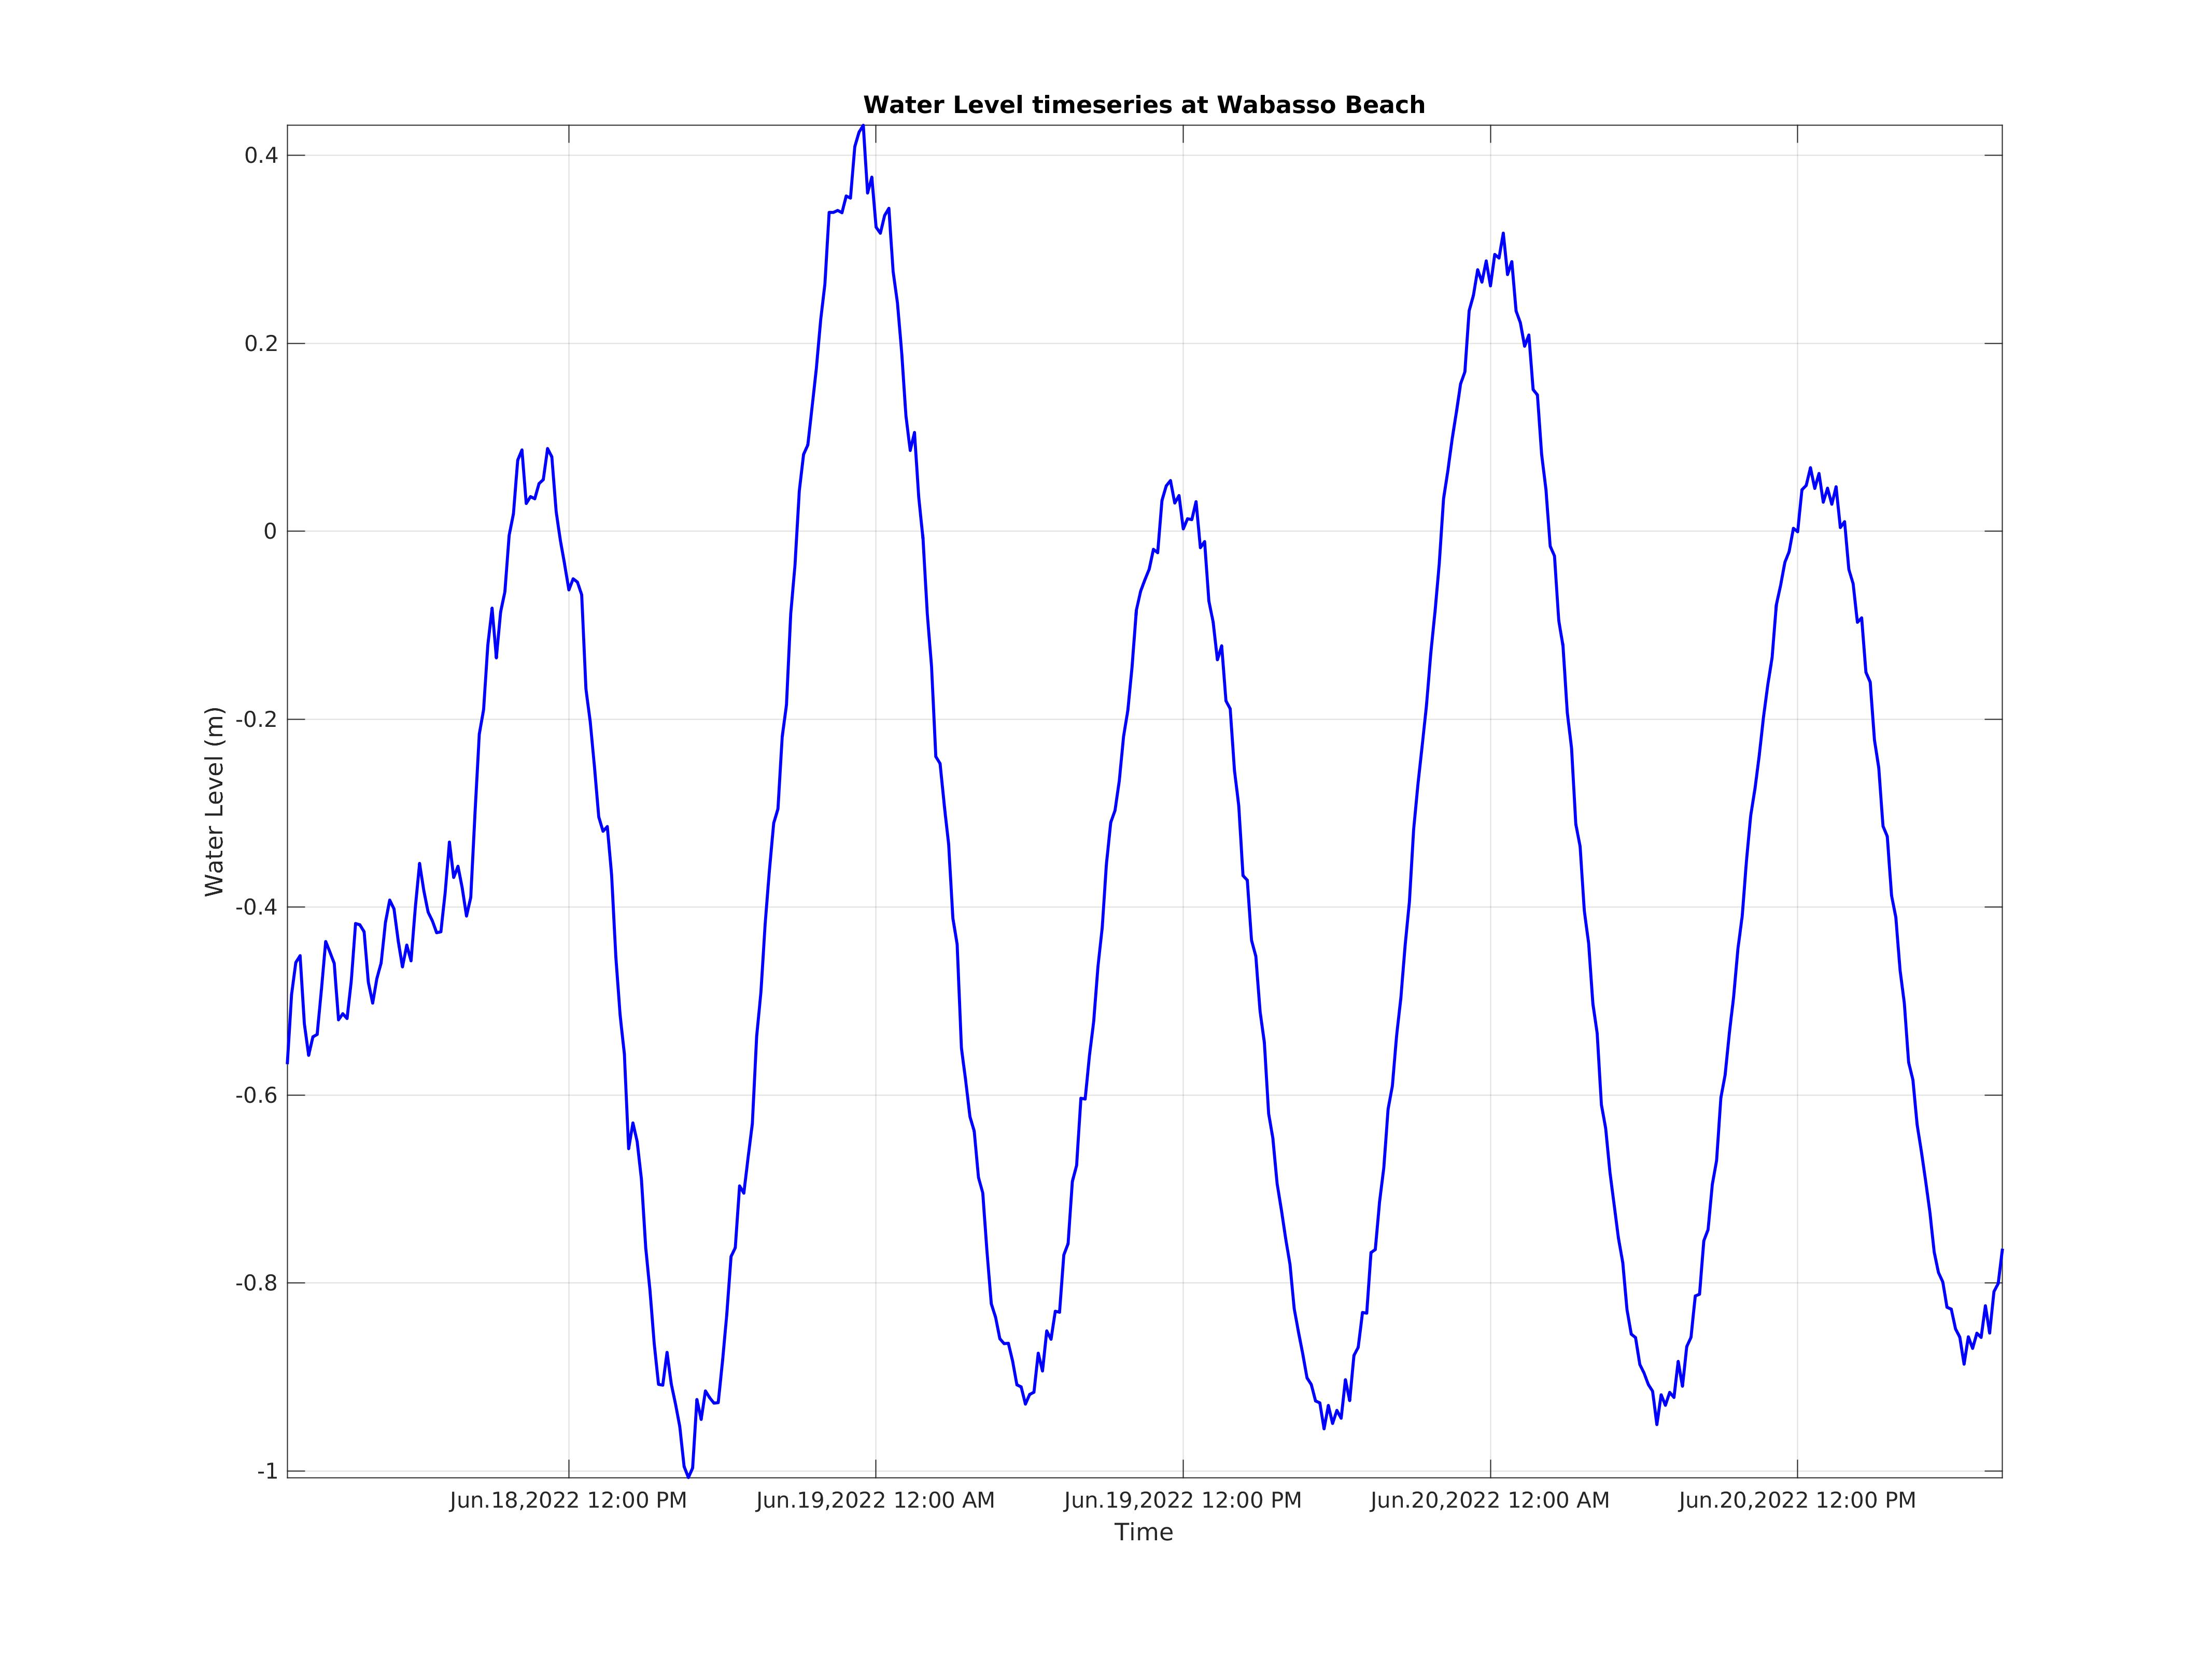 Water Level timeseries at Wabasso Beach
0.4
0.2
0
-0.2
-0.4
-0.6
-0.8
-1
Water Level (m)
Jun.18,2022 12:00 PM
Jun.19,2022 12:00 AM
Jun.19,2022 12:00 PM
Jun.20,2022 12:00 AM
Jun.20,2022 12:00 PM
Time